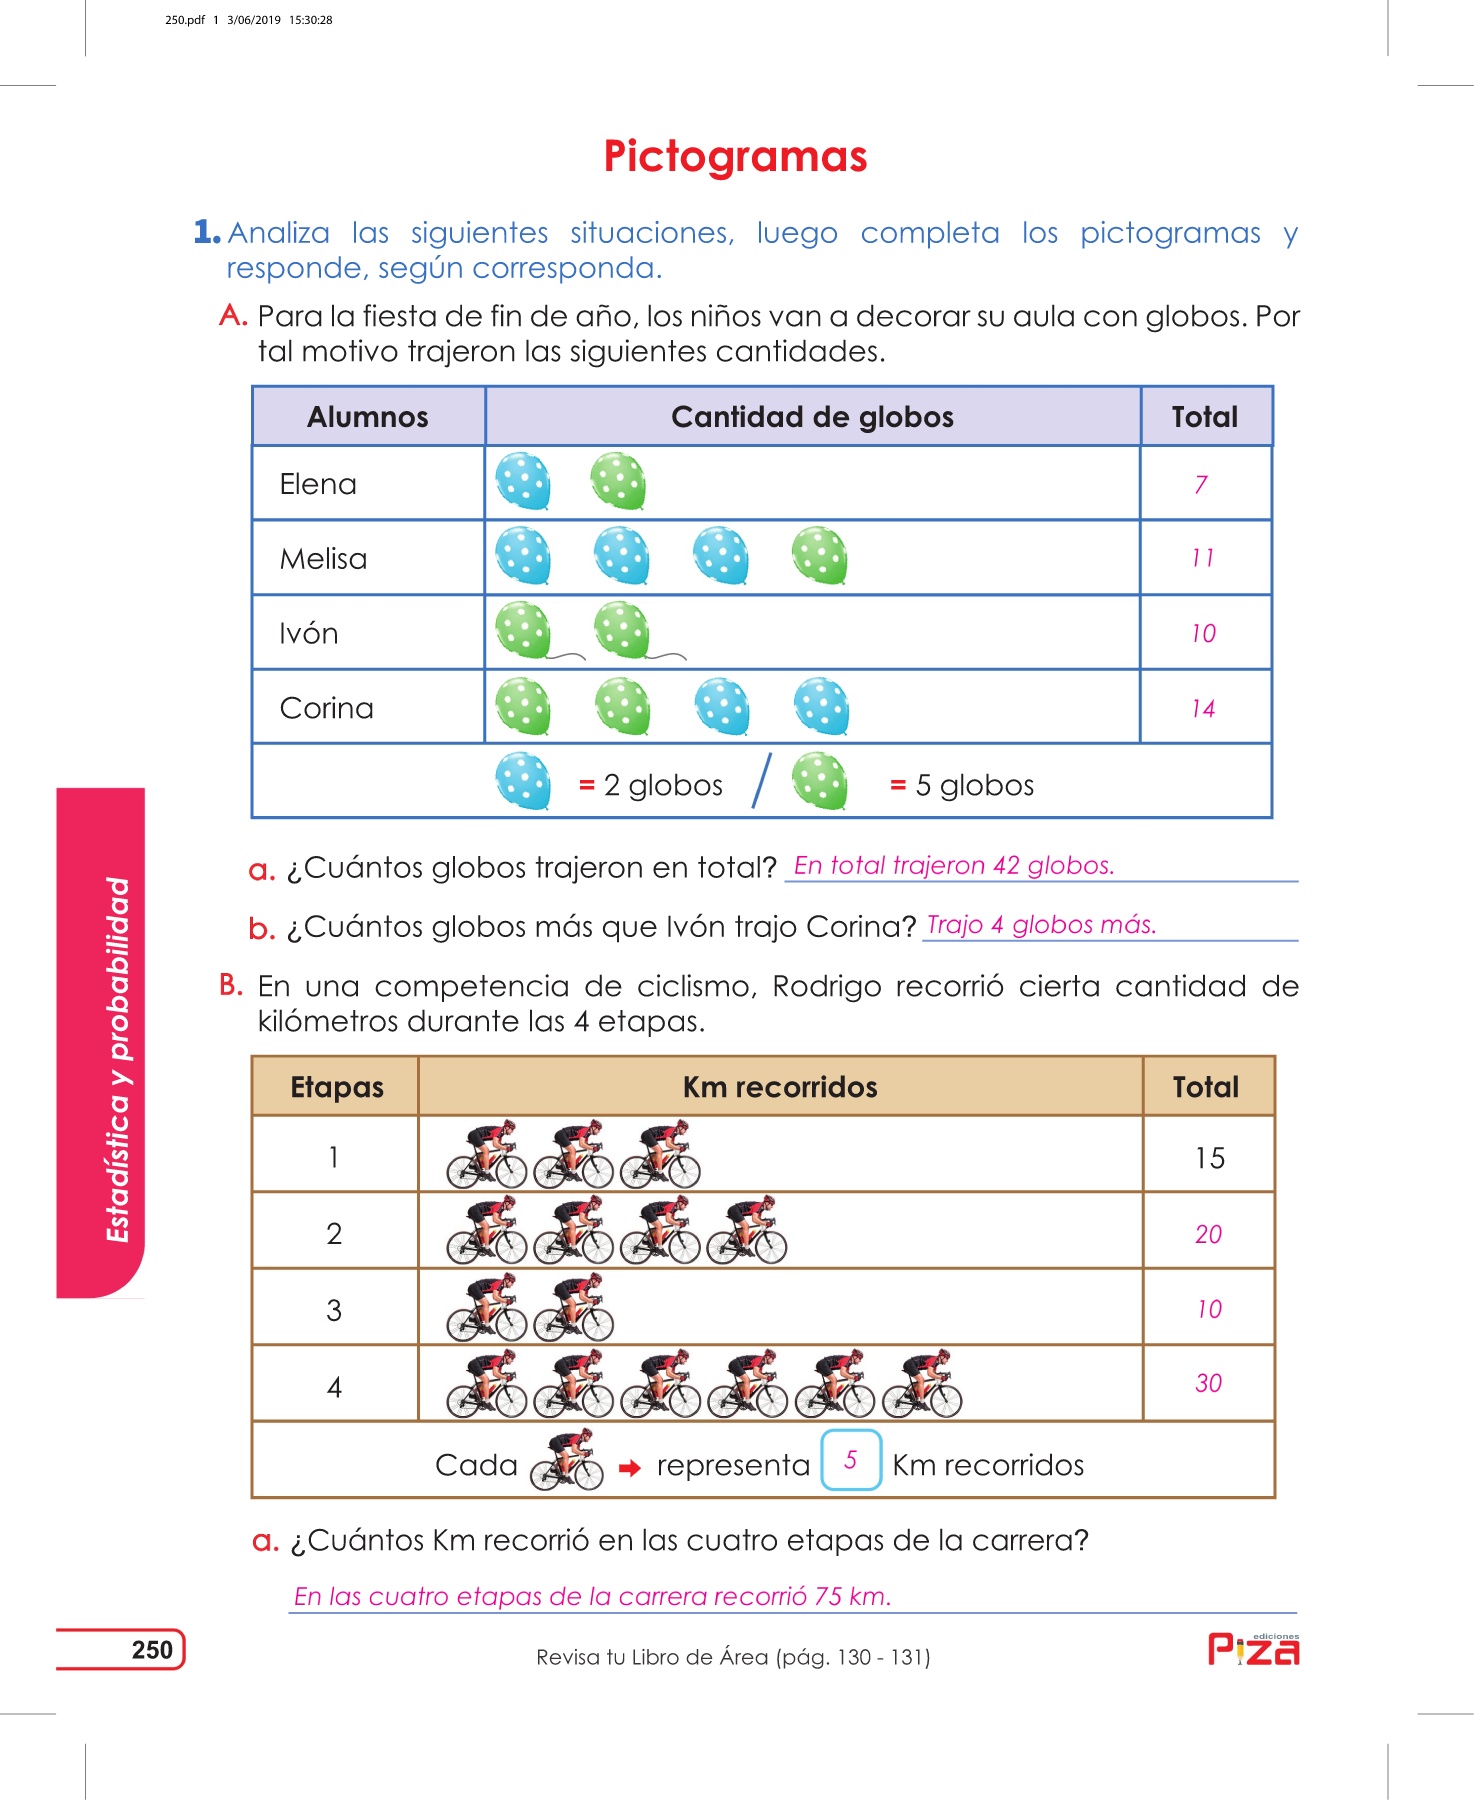 250.pdf 1 3/06/2019 15:30:28
Pictogramas
1. Analiza las siguientes situaciones, luego completa los pictogramas y
responde, según corresponda.
A. Para la fiesta de fin de año, los niños van a decorar su aula con globos. Por
tal motivo trajeron las siguientes cantidades.
Alumnos Cantidad de globos Total
Elena 7
Melisa 11
Ivón 10
Corina 14
= 2 globos / = 5 globos
a. ¿Cuántos globos trajeron en total? En total trajeron 42 globos.
b. ¿Cuántos globos más que Ivón trajo Corina? Trajo 4 globos más.
B. En una competencia de ciclismo, Rodrigo recorrió cierta cantidad de
kilómetros durante las 4 etapas.
Etapas Km recorridos Total
1 15
2 20
3 10
4 30
Cada representa 5 Km recorridos
a. ¿Cuántos Km recorrió en las cuatro etapas de la carrera?
En las cuatro etapas de la carrera recorrió 75 km.
Estadística y probabilidad
250
Revisa tu Libro de Área (pág. 130 - 131)
ediciones
Piza